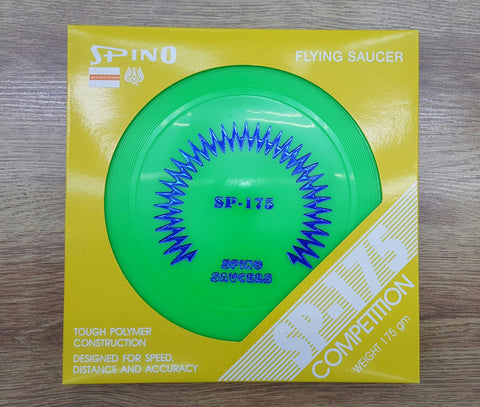 SPINO
FLYING SAUCER
SP-175
SPINO
SAUCERS
SP-175
COMPETITION
WEIGHT 175 gm
TOUGH POLYMER
CONSTRUCTION
DESIGNED FOR SPEED,
DISTANCE AND ACCURACY